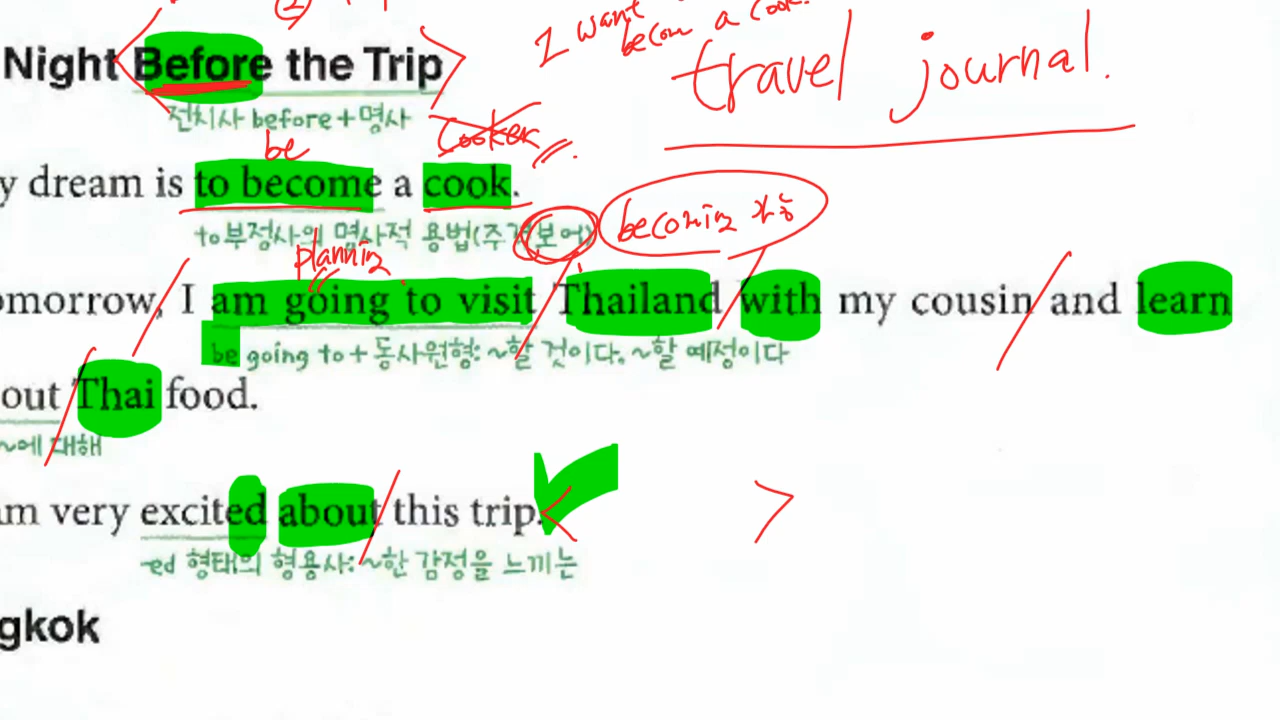 ②
I want
become a cook.
travel journal.
Night Before the Trip
전치사 before+명사
be
Cooker
y dream is to become a cook.
to부정사의 명사적 용법(주격보어)
becoming 가능
planning
omorrow, I am going to visit Thailand with my cousin and learn
be going to + 동사원형: ~할 것이다. ~할 예정이다
out Thai food.
~에 대해
m very excited about this trip.
-ed 형태의 형용사: ~한 감정을 느끼는
gkok